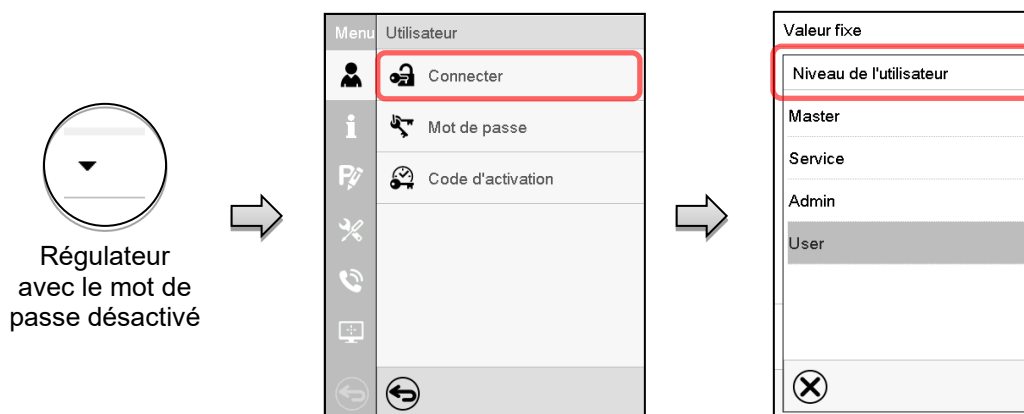 Régulateur
avec le mot de
passe désactivé
Menu
Utilisateur
Connecter
Mot de passe
Code d'activation
Valeur fixe
Niveau de l'utilisateur
Master
Service
Admin
User